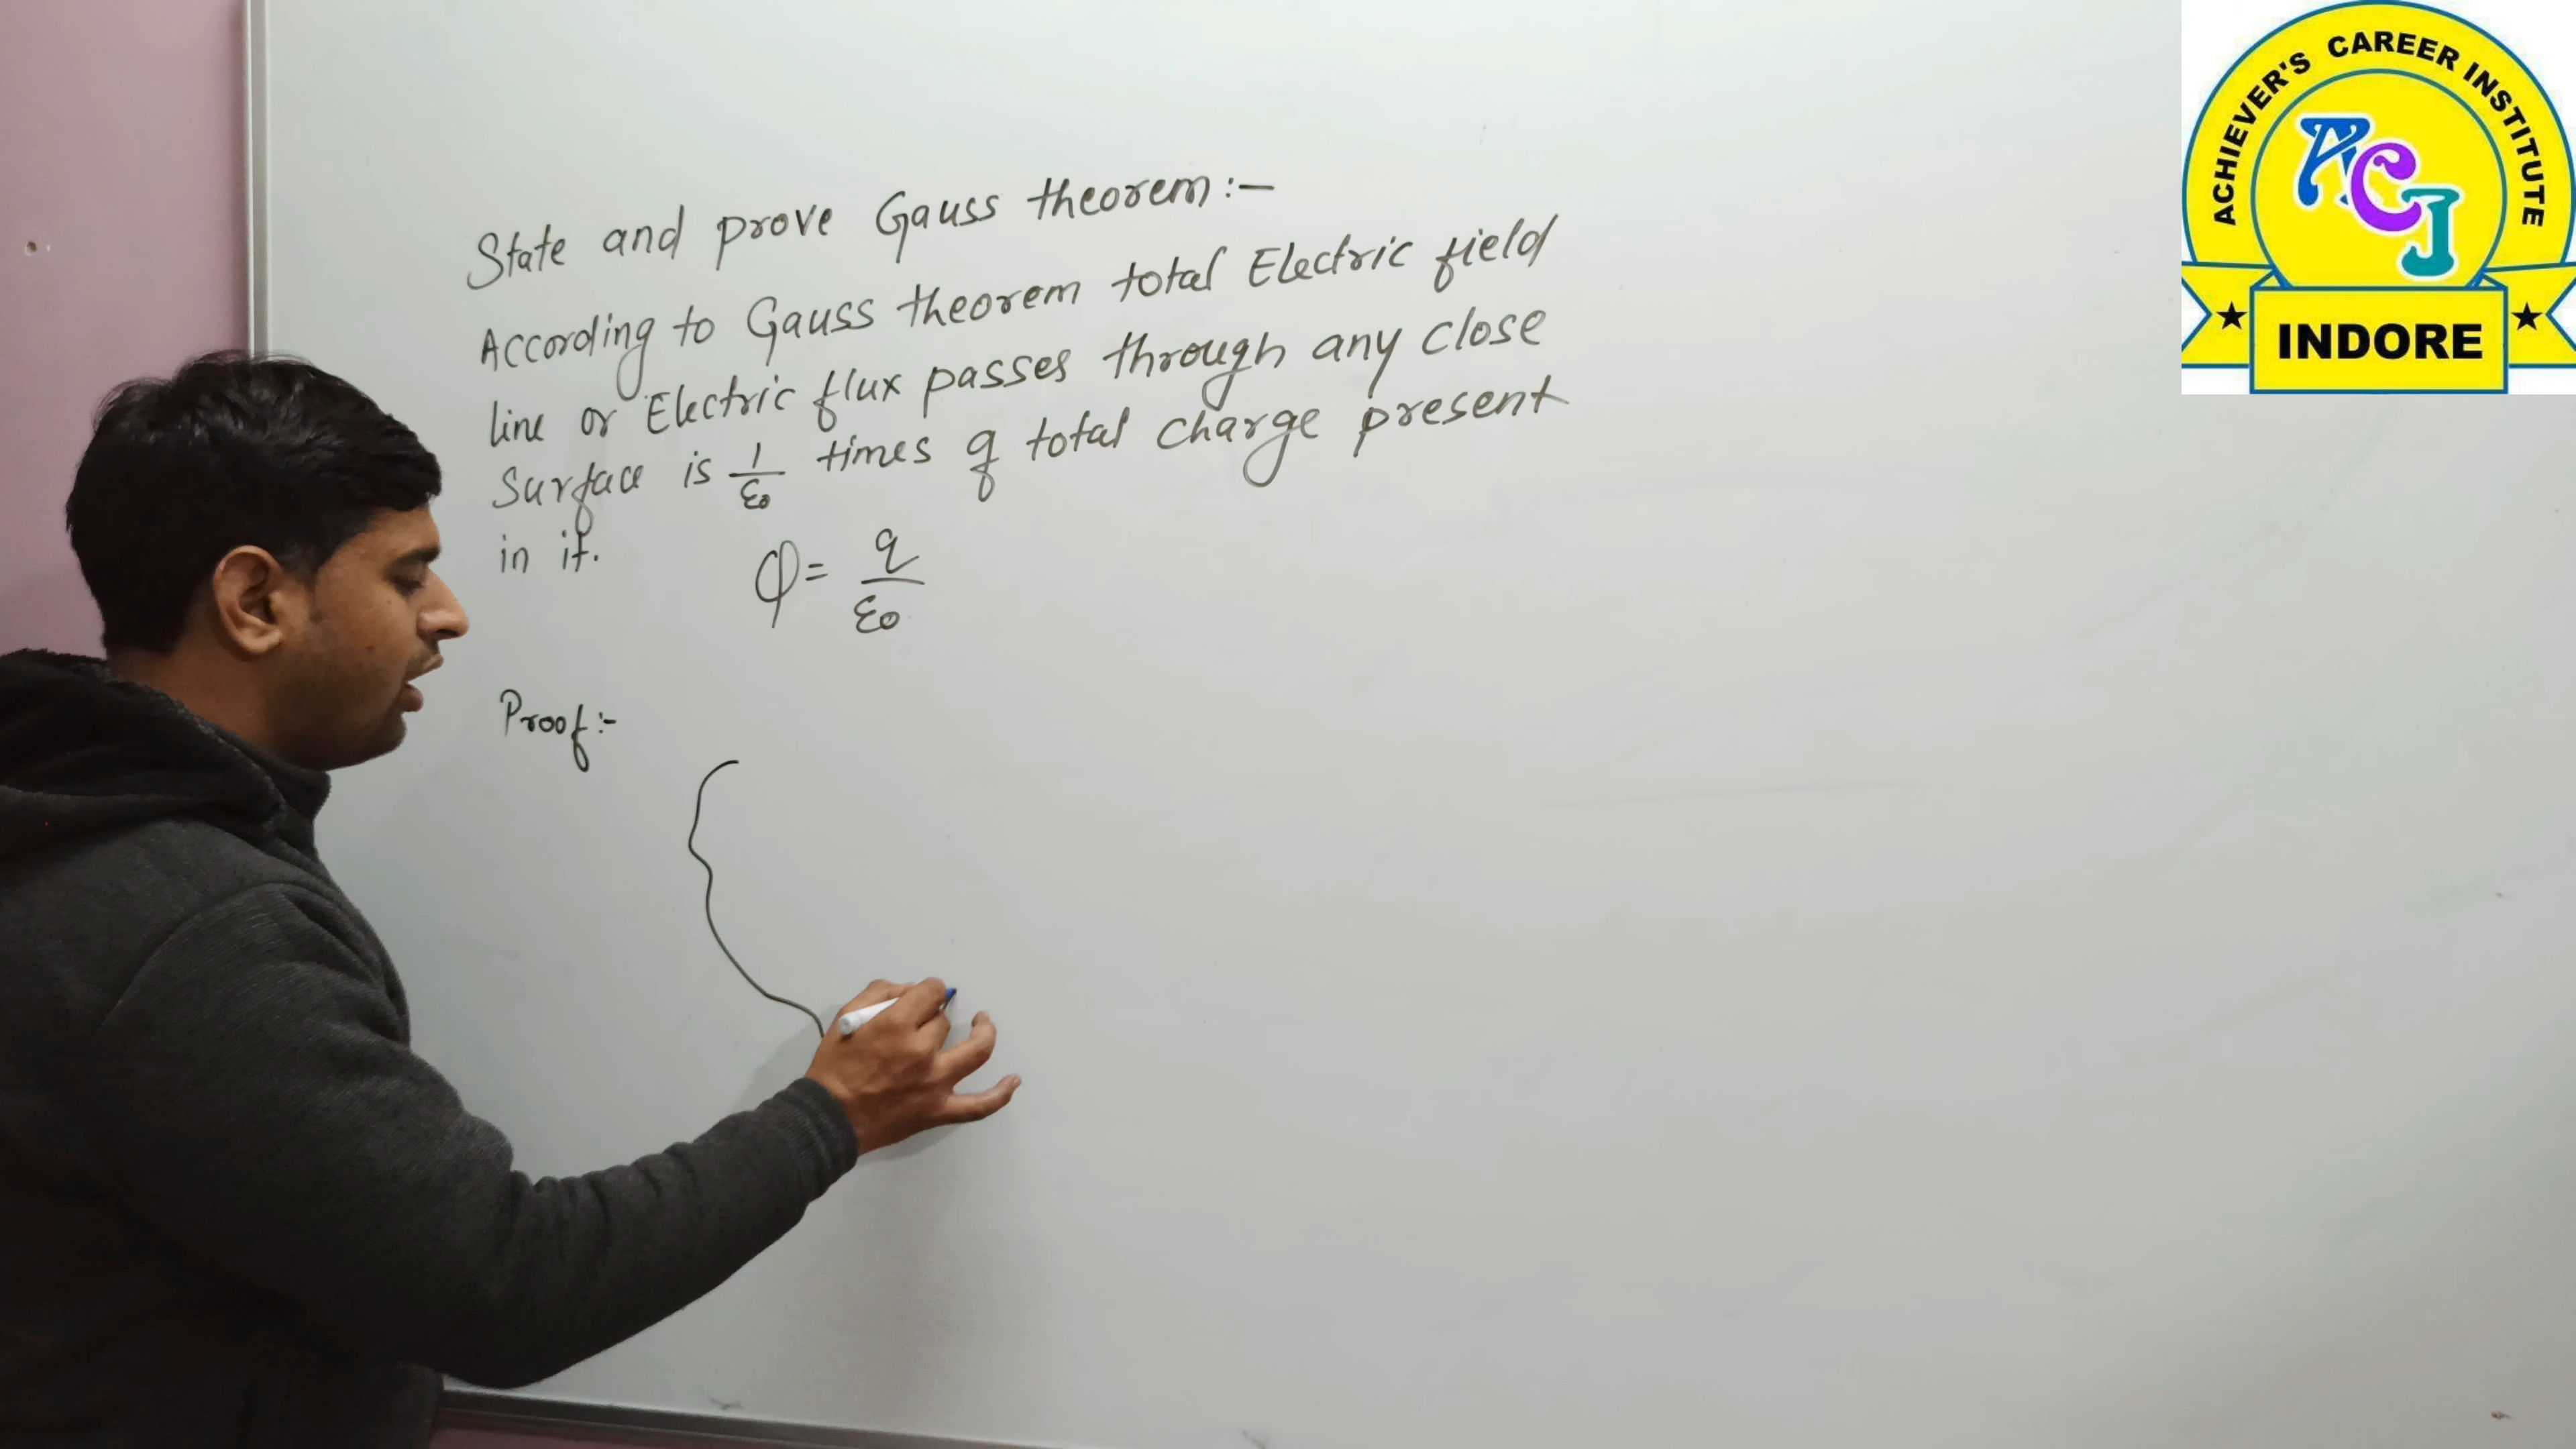 State and prove Gauss theorem:-
According to Gauss theorem total Electric field
line or Electric flux passes through any close
Surface is 1/ε₀ times of total charge present
in it.
φ = q/ε₀
Proof:-
ACHIEVER'S CAREER INSTITUTE
ACI
INDORE